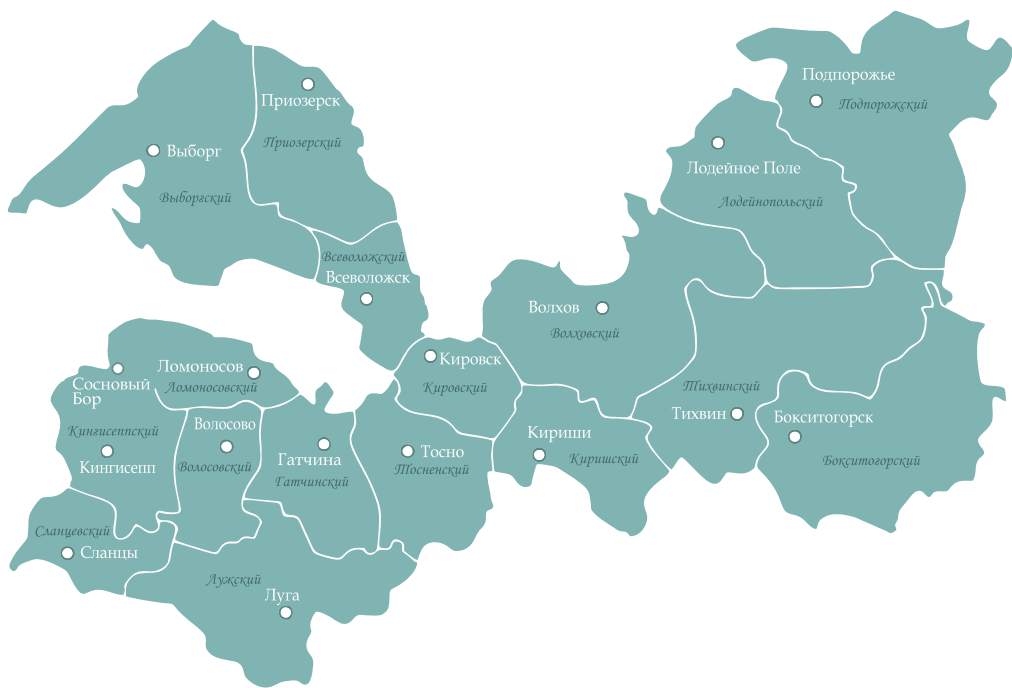 Подпорожье
Подпорожский
Приозерск
Приозерский
Выборг
Выборгский
Лодейное Поле
Лодейнопольский
Всеволожский
Всеволожск
Волхов
Волховский
Кировск
Кировский
Ломоносов
Ломоносовский
Сосновый
Бор
Кингисеппский
Кингисепп
Волосово
Волосовский
Гатчина
Гатчинский
Тосно
Тосненский
Кириши
Киришский
Тихвинский
Тихвин
Бокситогорск
Бокситогорский
Сланцевский
Сланцы
Лужский
Луга